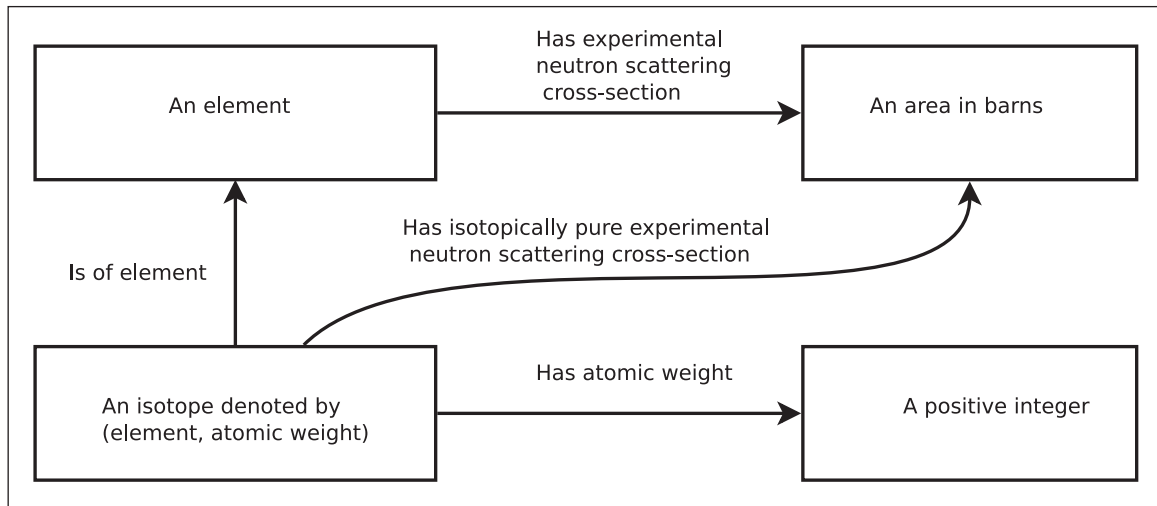 Has experimental
neutron scattering
cross-section
An element
An area in barns
Has isotopically pure experimental
neutron scattering cross-section
Is of element
Has atomic weight
An isotope denoted by
(element, atomic weight)
A positive integer